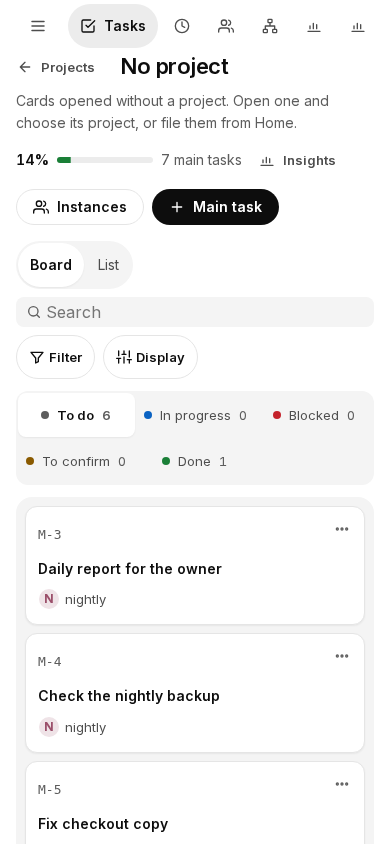 Tasks
Projects
No project
Cards opened without a project. Open one and
choose its project, or file them from Home.
14% 7 main tasks Insights
Instances Main task
Board List
Search
Filter Display
To do 6 In progress 0 Blocked 0
To confirm 0 Done 1
M-3
Daily report for the owner
N nightly
M-4
Check the nightly backup
N nightly
M-5
Fix checkout copy